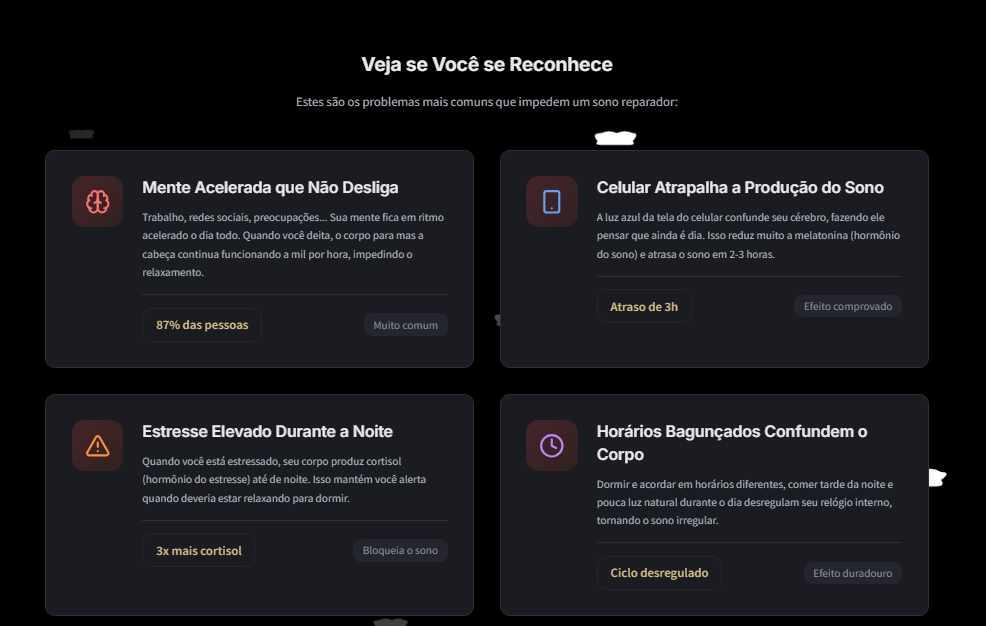 Veja se Você se Reconhece
Estes são os problemas mais comuns que impedem um sono reparador:
Mente Acelerada que Não Desliga
Trabalho, redes sociais, preocupações... Sua mente fica em ritmo
acelerado o dia todo. Quando você deita, o corpo para mas a
cabeça continua funcionando a mil por hora, impedindo o
relaxamento.
87% das pessoas
Muito comum
Celular Atrapalha a Produção do Sono
A luz azul da tela do celular confunde seu cérebro, fazendo ele
pensar que ainda é dia. Isso reduz muito a melatonina (hormônio
do sono) e atrasa o sono em 2-3 horas.
Atraso de 3h
Efeito comprovado
Estresse Elevado Durante a Noite
Quando você está estressado, seu corpo produz cortisol
(hormônio do estresse) até de noite. Isso mantém você alerta
quando deveria estar relaxando para dormir.
3x mais cortisol
Bloqueia o sono
Horários Bagunçados Confundem o
Corpo
Dormir e acordar em horários diferentes, comer tarde da noite e
pouca luz natural durante o dia desregulam seu relógio interno,
tornando o sono irregular.
Ciclo desregulado
Efeito duradouro